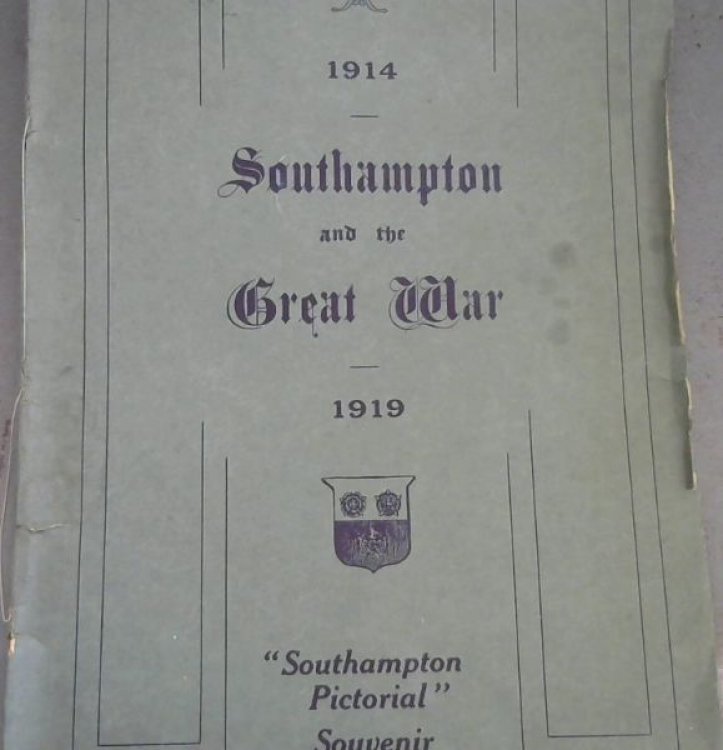 1914
Southampton
and the
Great War
1919
"Southampton
Pictorial"
Souvenir